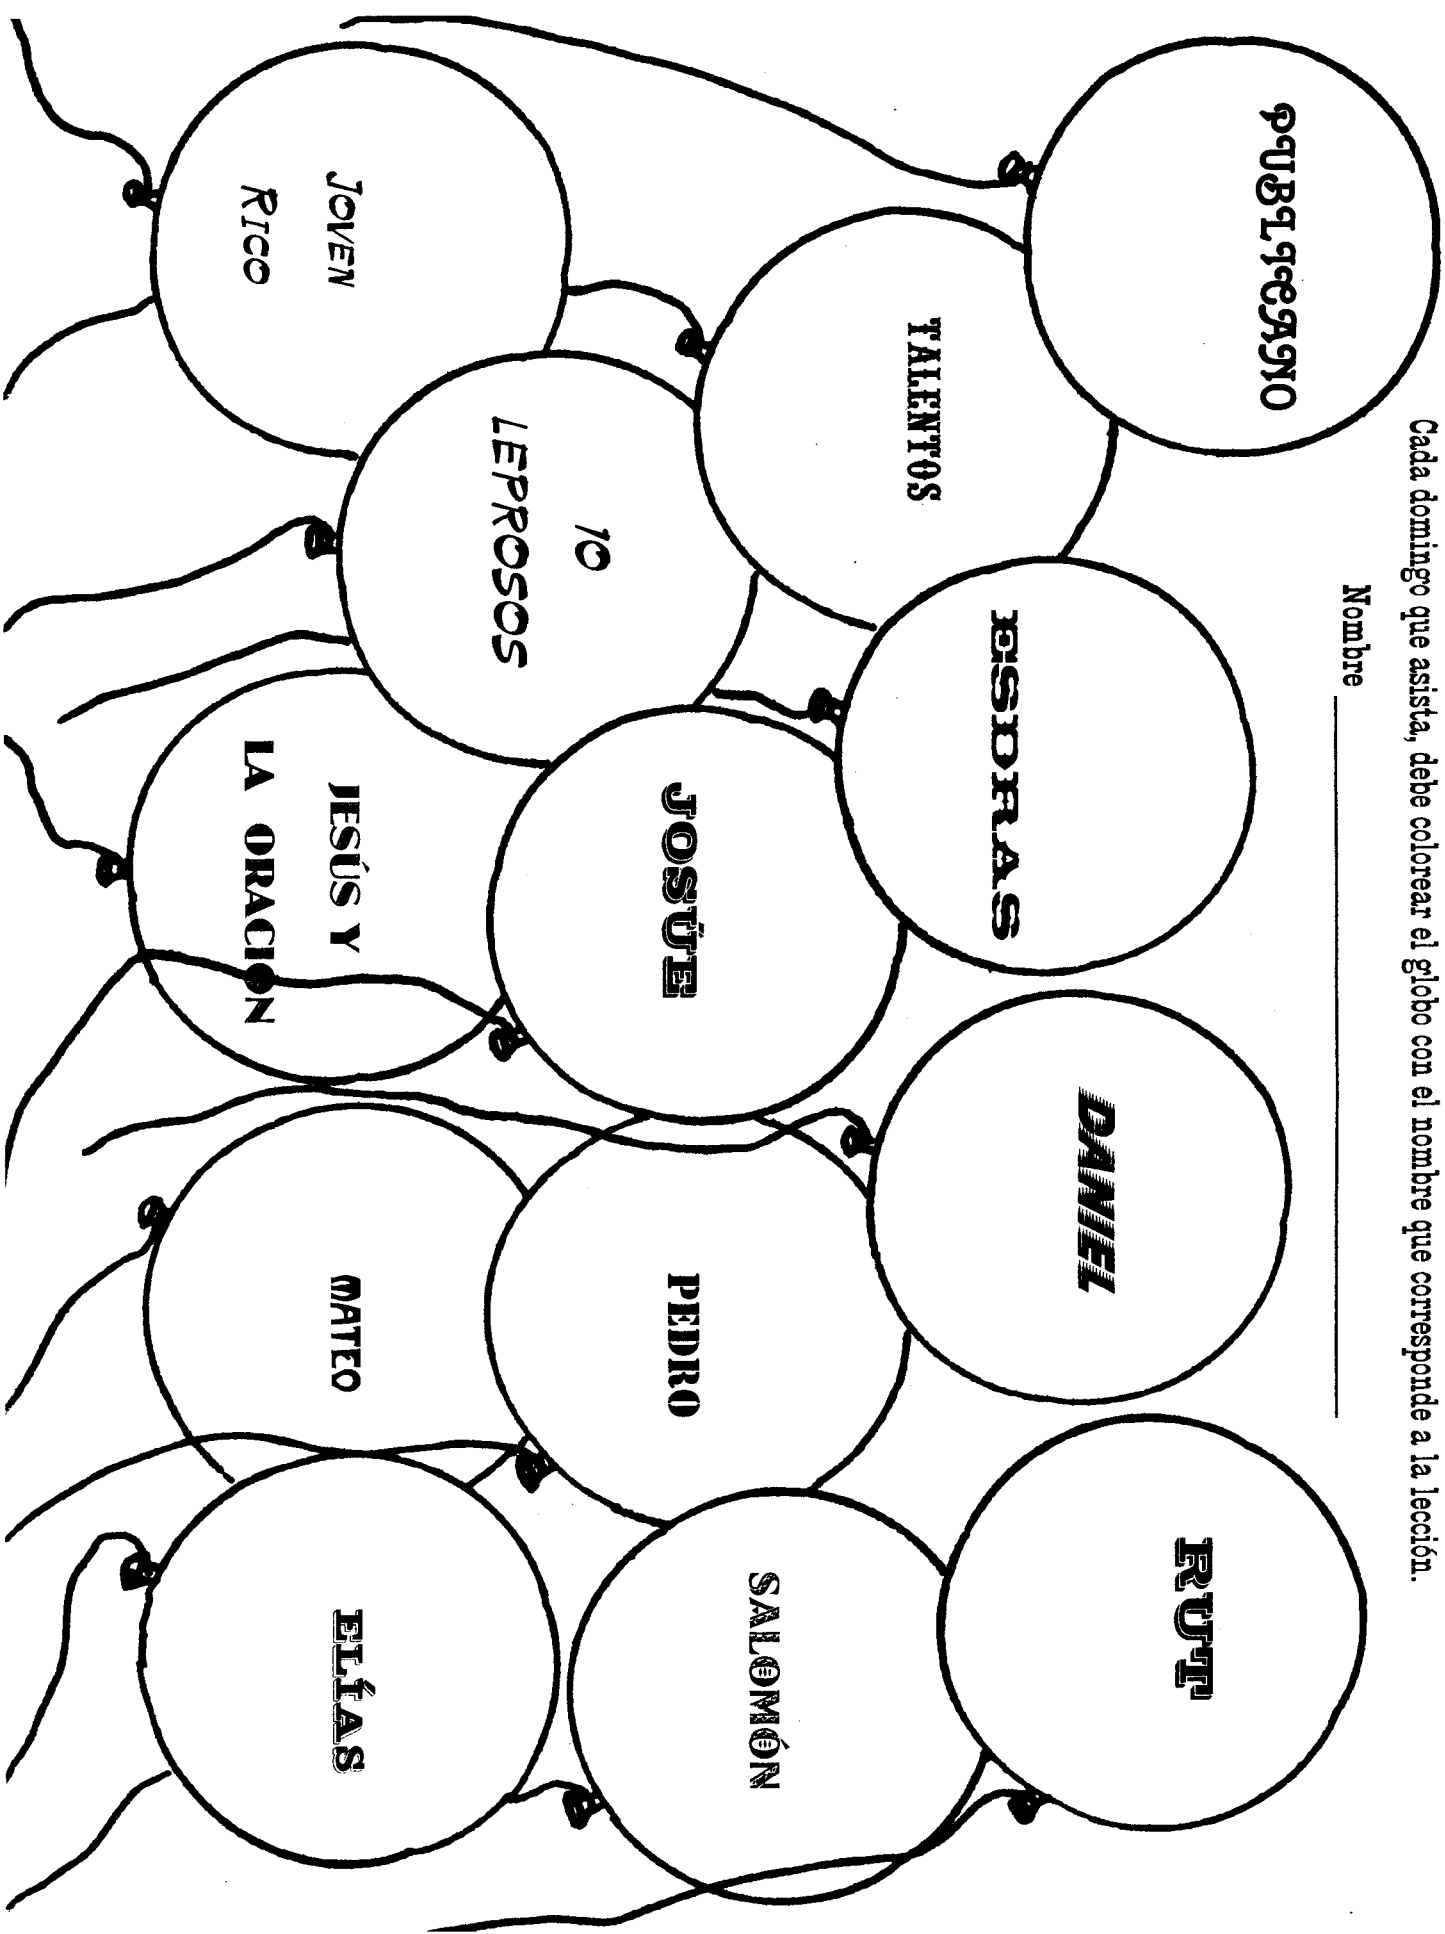 Cada domingo que asista, debe colorear el globo con el nombre que corresponde a la lección.
Nombre
PUBLICANO
ESDRAS
DANIEL
RUT
TALENTOS
JOSÚE
PEDRO
SALOMÓN
10
LEPROSOS
JOVEN
RICO
JESÚS Y
LA ORACIÓN
MATEO
ELÍAS